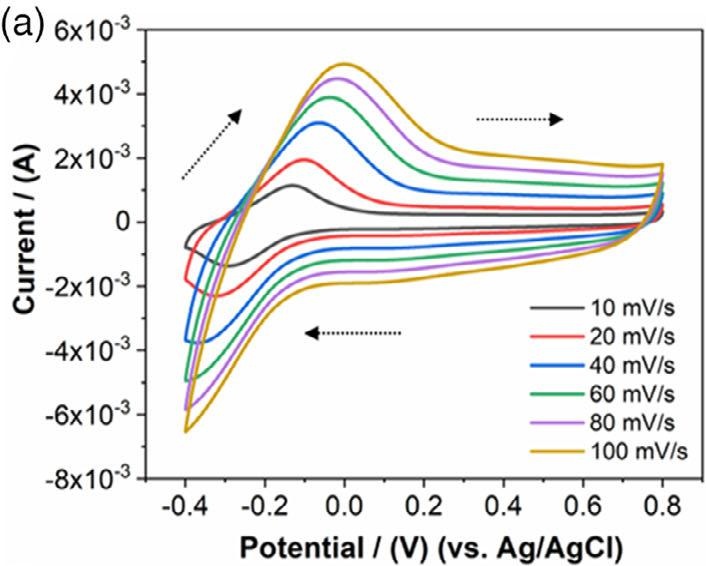 (a)
6x10⁻³
4x10⁻³
2x10⁻³
0
-2x10⁻³
-4x10⁻³
-6x10⁻³
-8x10⁻³
Current / (A)
10 mV/s
20 mV/s
40 mV/s
60 mV/s
80 mV/s
100 mV/s
-0.4 -0.2 0.0 0.2 0.4 0.6 0.8
Potential / (V) (vs. Ag/AgCl)